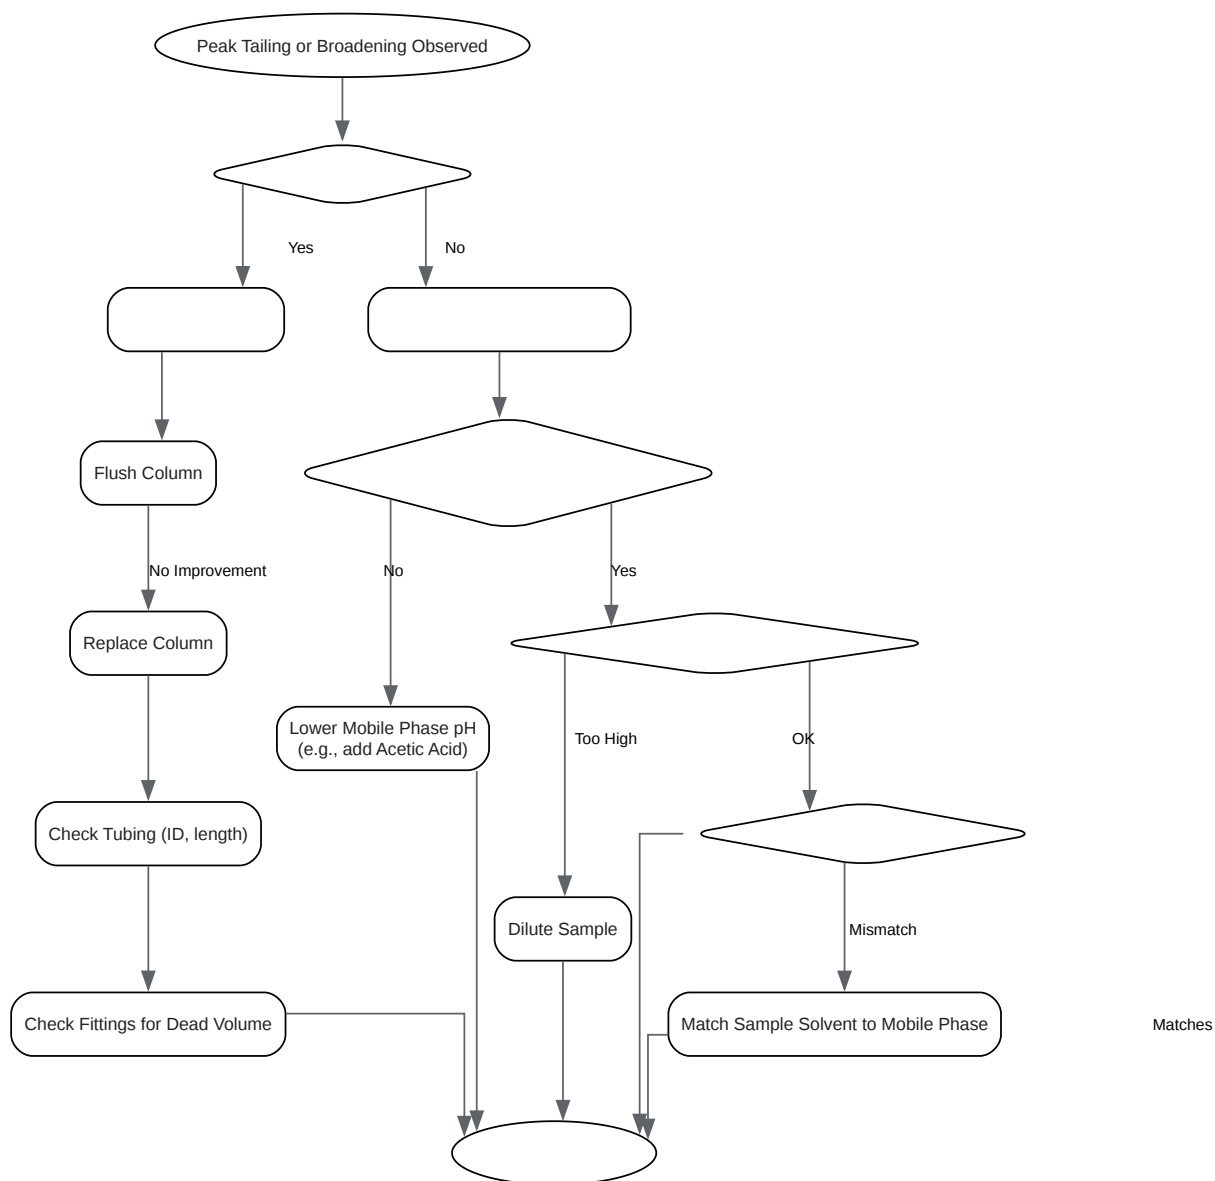 Peak Tailing or Broadening Observed
Yes
No
Flush Column
No Improvement
No
Yes
Replace Column
Lower Mobile Phase pH
(e.g., add Acetic Acid)
Too High
OK
Check Tubing (ID, length)
Dilute Sample
Mismatch
Check Fittings for Dead Volume
Match Sample Solvent to Mobile Phase
Matches